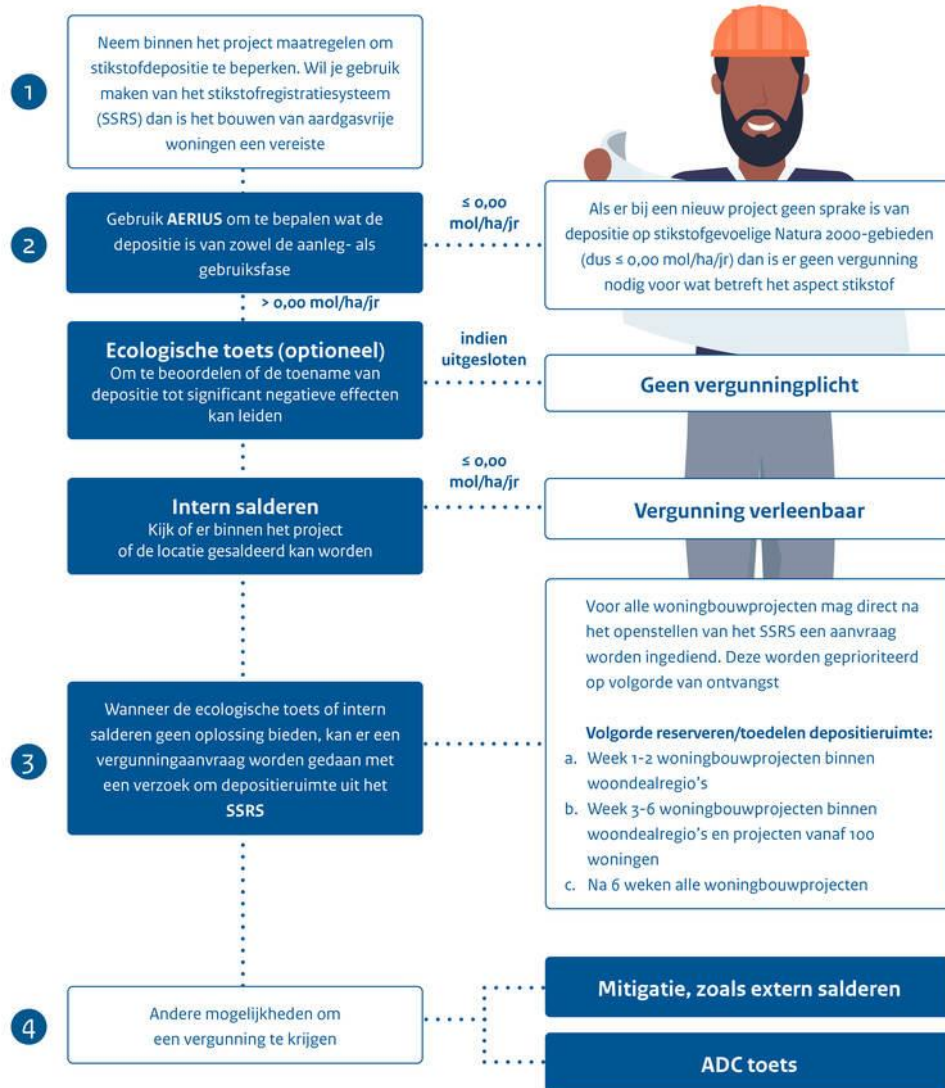 1
Neem binnen het project maatregelen om
stikstofdepositie te beperken. Wil je gebruik
maken van het stikstofregistratiesysteem
(SSRS) dan is het bouwen van aardgasvrije
woningen een vereiste
2
Gebruik AERIUS om te bepalen wat de
depositie is van zowel de aanleg- als
gebruiksfase
≤ 0,00
mol/ha/jr
Als er bij een nieuw project geen sprake is van
depositie op stikstofgevoelige Natura 2000-gebieden
(dus ≤ 0,00 mol/ha/jr) dan is er geen vergunning
nodig voor wat betreft het aspect stikstof
> 0,00 mol/ha/jr
Ecologische toets (optioneel)
Om te beoordelen of de toename van
depositie tot significant negatieve effecten
kan leiden
indien
uitgesloten
Geen vergunningplicht
Intern salderen
Kijk of er binnen het project
of de locatie gesaldeerd kan worden
≤ 0,00
mol/ha/jr
Vergunning verleenbaar
3
Wanneer de ecologische toets of intern
salderen geen oplossing bieden, kan er een
vergunningaanvraag worden gedaan met
een verzoek om depositieruimte uit het
SSRS
Voor alle woningbouwprojecten mag direct na
het openstellen van het SSRS een aanvraag
worden ingediend. Deze worden geprioriteerd
op volgorde van ontvangst
Volgorde reserveren/toedelen depositieruimte:
a. Week 1-2 woningbouwprojecten binnen
woondealregio's
b. Week 3-6 woningbouwprojecten binnen
woondealregio's en projecten vanaf 100
woningen
c. Na 6 weken alle woningbouwprojecten
4
Andere mogelijkheden om
een vergunning te krijgen
Mitigatie, zoals extern salderen
ADC toets